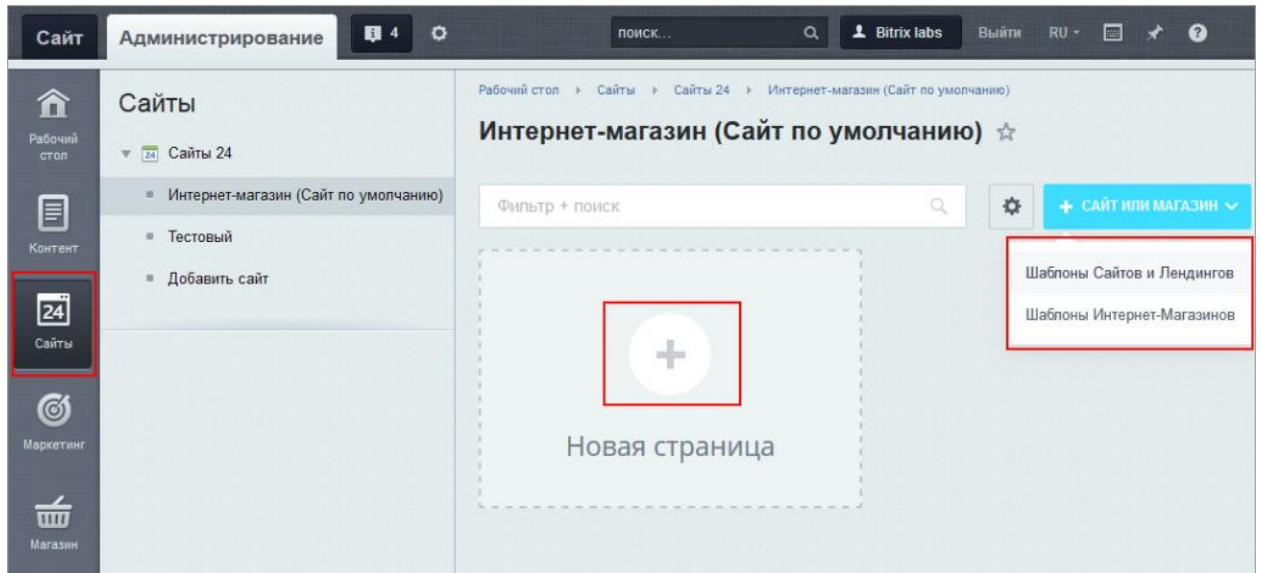 Сайт Администрирование 4 поиск... Bitrix labs Выйти RU
Рабочий стол
Контент
24
Сайты
Маркетинг
Магазин
Сайты
24 Сайты 24
Интернет-магазин (Сайт по умолчанию)
Тестовый
Добавить сайт
Рабочий стол Сайты Сайты 24 Интернет-магазин (Сайт по умолчанию)
Интернет-магазин (Сайт по умолчанию)
Фильтр + поиск
+ САЙТ ИЛИ МАГАЗИН
Шаблоны Сайтов и Лендингов
Шаблоны Интернет-Магазинов
Новая страница